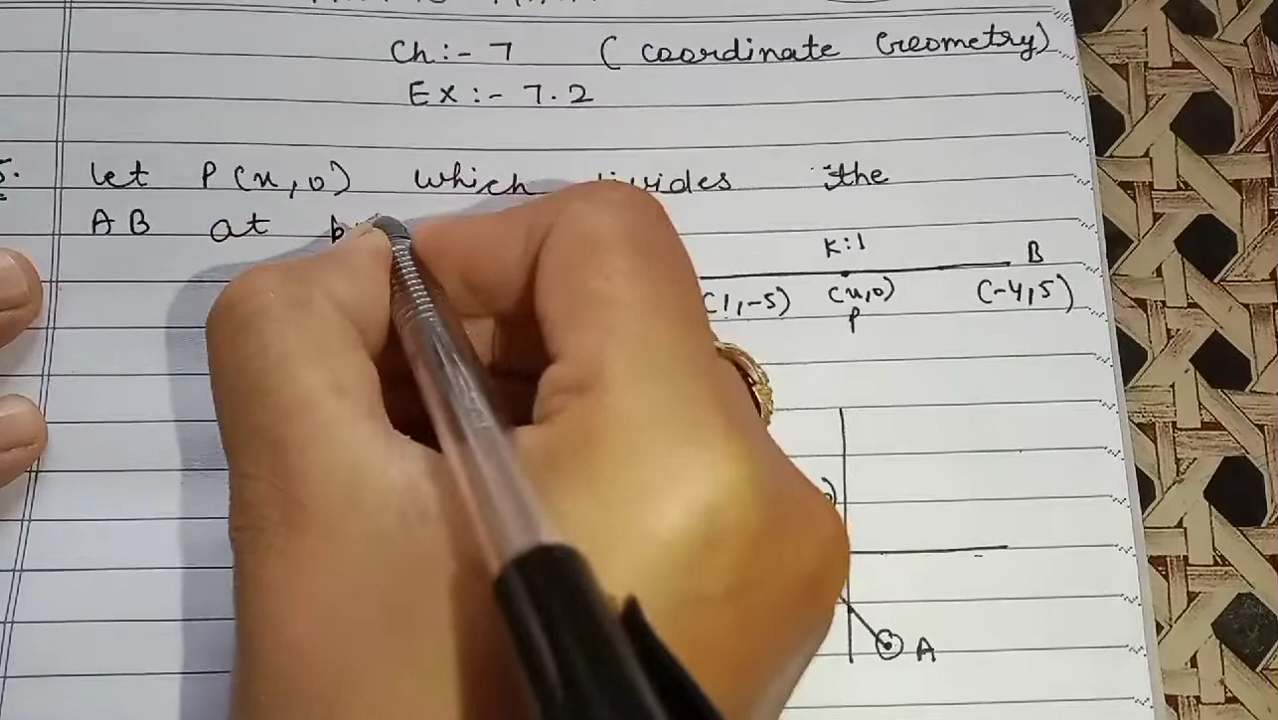 Ch:- 7 ( Coordinate Geometry)
Ex:- 7.2
5. let P(x,0) which divides the
AB at
K:1
B
(1,-5) (x,0) (-4,5)
P
A